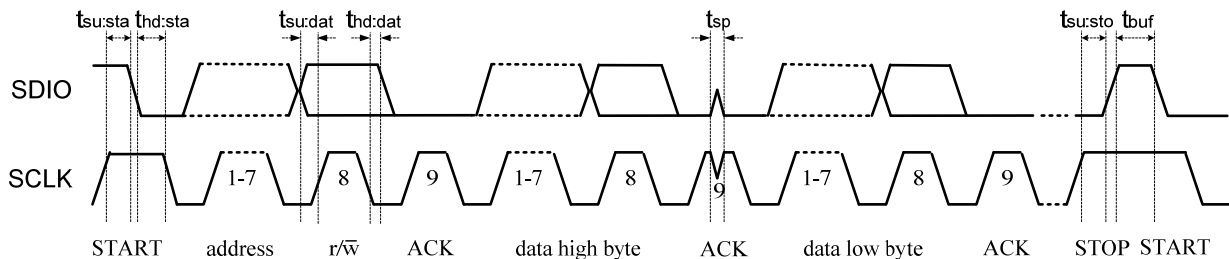 tsu:sta thd:sta tsu:dat thd:dat tsp tsu:sto tbuf
SDIO
SCLK 1-7 8 9 1-7 8 9 1-7 8 9
START address r/w̅ ACK data high byte ACK data low byte ACK STOP START